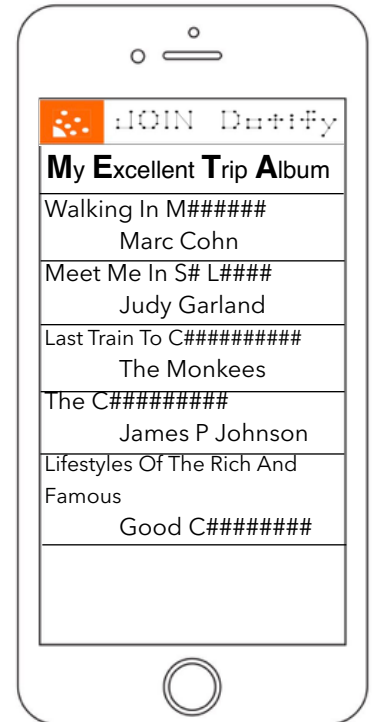 JOIN Dotify
My Excellent Trip Album
Walking In M######
Marc Cohn
Meet Me In S# L####
Judy Garland
Last Train To C##########
The Monkees
The C#########
James P Johnson
Lifestyles Of The Rich And
Famous
Good C########